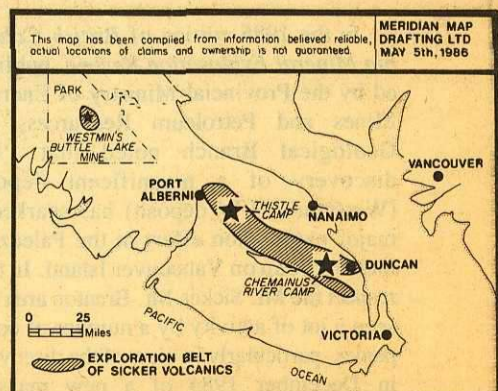 This map has been compiled from information believed reliable,
actual locations of claims and ownership is not guaranteed.
MERIDIAN MAP
DRAFTING LTD
MAY 5th, 1986
PARK
WESTMIN'S
BUTTLE LAKE
MINE
VANCOUVER
PORT
ALBERNI
THISTLE
CAMP
NANAIMO
DUNCAN
CHEMAINUS
RIVER CAMP
PACIFIC
OCEAN
VICTORIA
0 25
Miles
EXPLORATION BELT
OF SICKER VOLCANICS